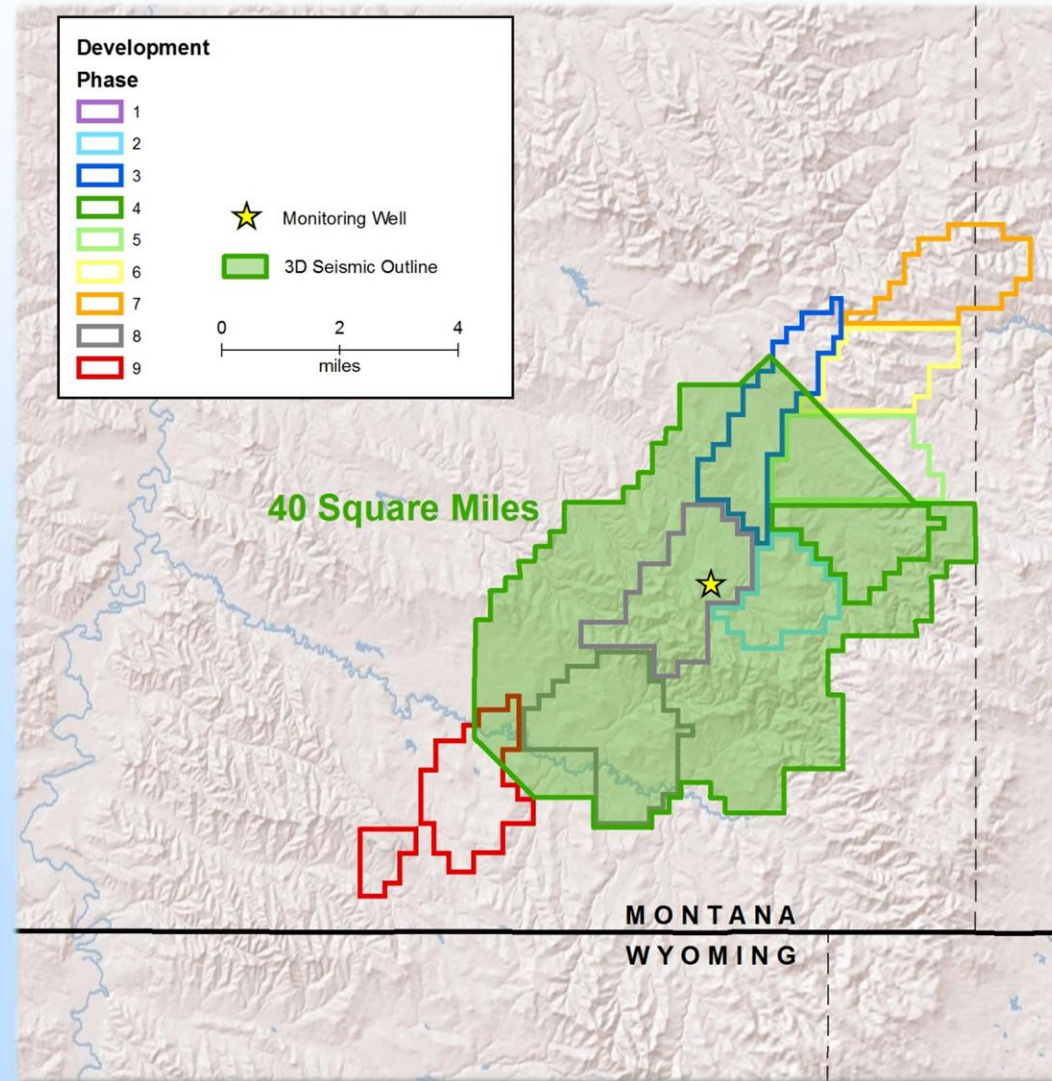 Development
Phase
1
2
3
4
5
6
7
8
9
Monitoring Well
3D Seismic Outline
0 2 4
miles
40 Square Miles
MONTANA
WYOMING